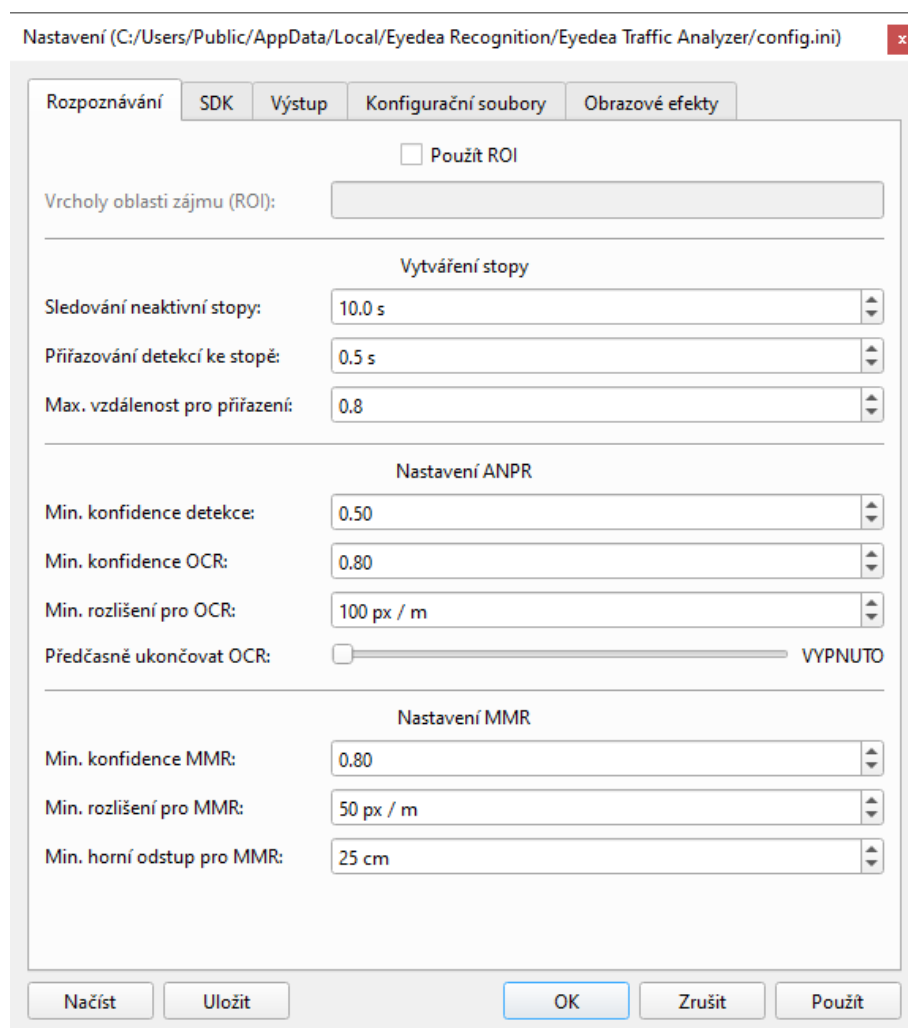 Nastavení (C:/Users/Public/AppData/Local/Eyedea Recognition/Eyedea Traffic Analyzer/config.ini) x
Rozpoznávání SDK Výstup Konfigurační soubory Obrazové efekty
Použít ROI
Vrcholy oblasti zájmu (ROI):
Vytváření stopy
Sledování neaktivní stopy: 10.0 s
Přiřazování detekcí ke stopě: 0.5 s
Max. vzdálenost pro přiřazení: 0.8
Nastavení ANPR
Min. konfidence detekce: 0.50
Min. konfidence OCR: 0.80
Min. rozlišení pro OCR: 100 px / m
Předčasně ukončovat OCR: VYPNUTO
Nastavení MMR
Min. konfidence MMR: 0.80
Min. rozlišení pro MMR: 50 px / m
Min. horní odstup pro MMR: 25 cm
Načíst Uložit OK Zrušit Použít